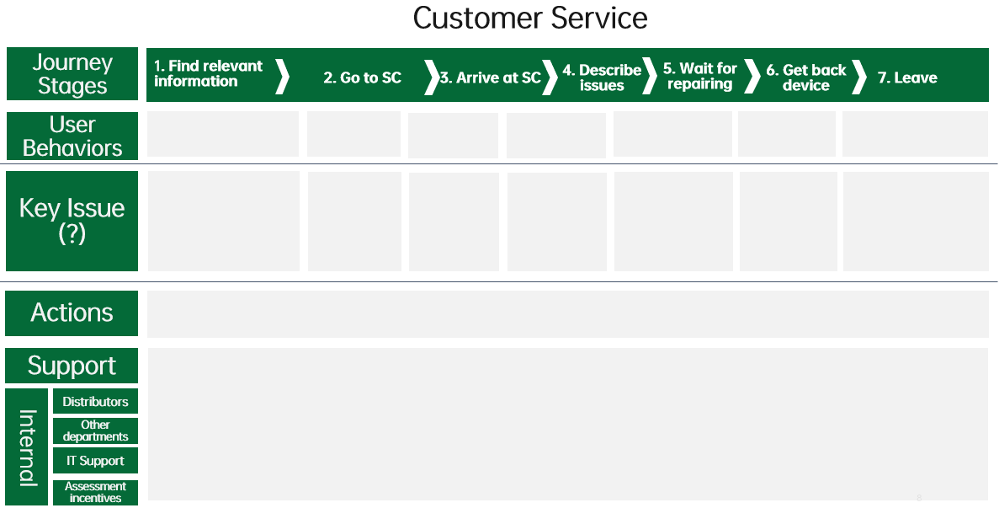 Customer Service
Journey
Stages
1. Find relevant
information
2. Go to SC
3. Arrive at SC
4. Describe
issues
5. Wait for
repairing
6. Get back
device
7. Leave
User
Behaviors
Key Issue
(?)
Actions
Support
Internal
Distributors
Other
departments
IT Support
Assessment
incentives